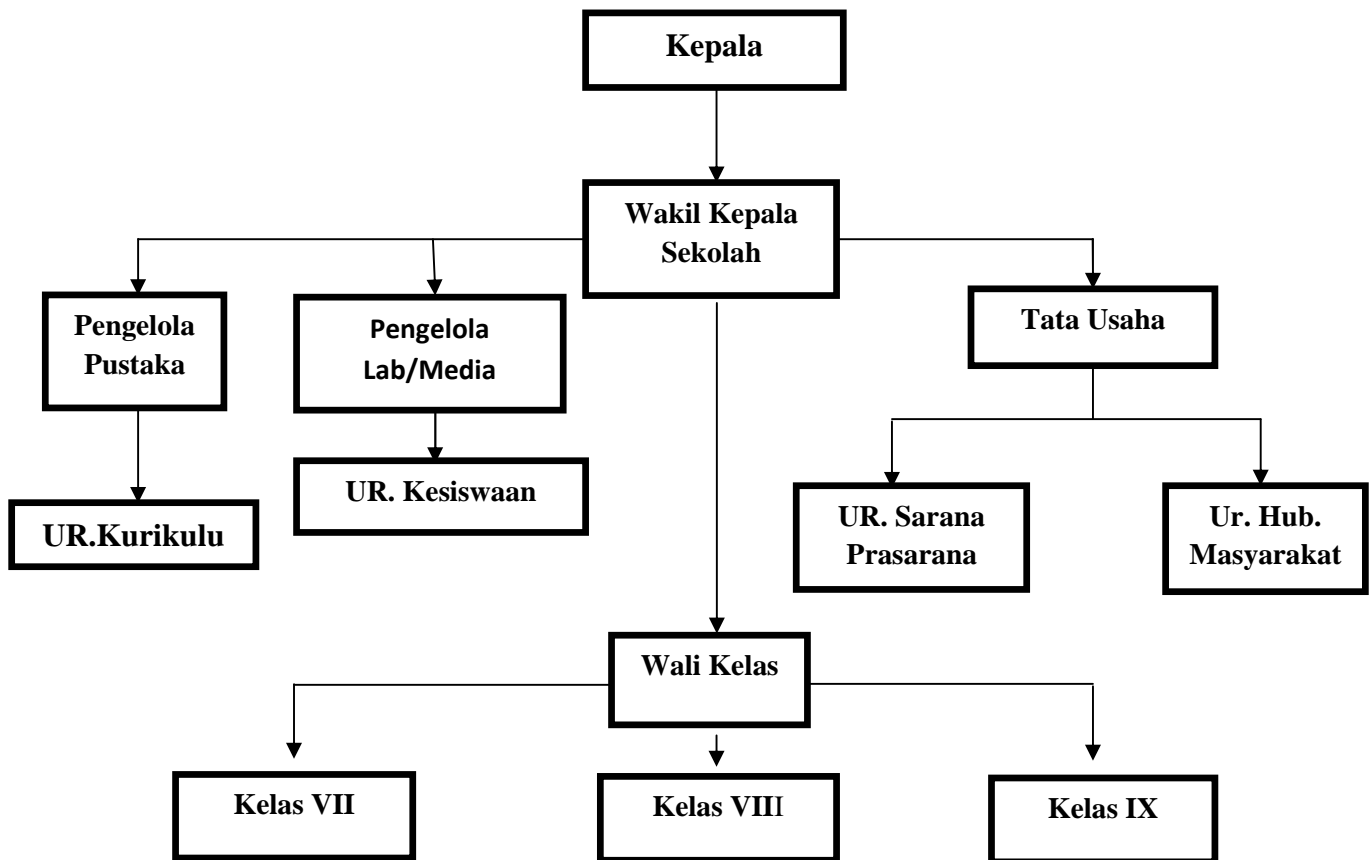 Kepala
Wakil Kepala
Sekolah
Pengelola
Pustaka
Pengelola
Lab/Media
Tata Usaha
UR.Kurikulu
UR. Kesiswaan
UR. Sarana
Prasarana
Ur. Hub.
Masyarakat
Wali Kelas
Kelas VII
Kelas VIII
Kelas IX